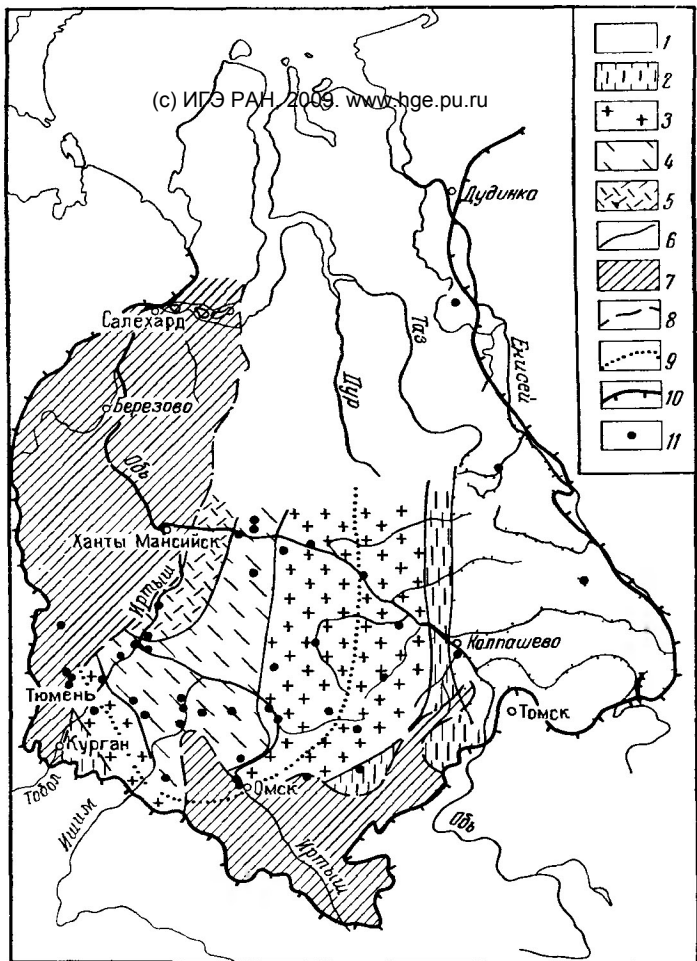 (c) ИГЭ РАН, 2009. www.hge.pu.ru
1
2
3
4
5
6
7
8
9
10
11
Дудинка
Салехард
Таз
Енисей
Пур
Березово
Обь
Ханты Мансийск
Иртыш
Колпашево
Тюмень
Томск
Курган
Тобол
Омск
Ишим
Обь
Иртыш